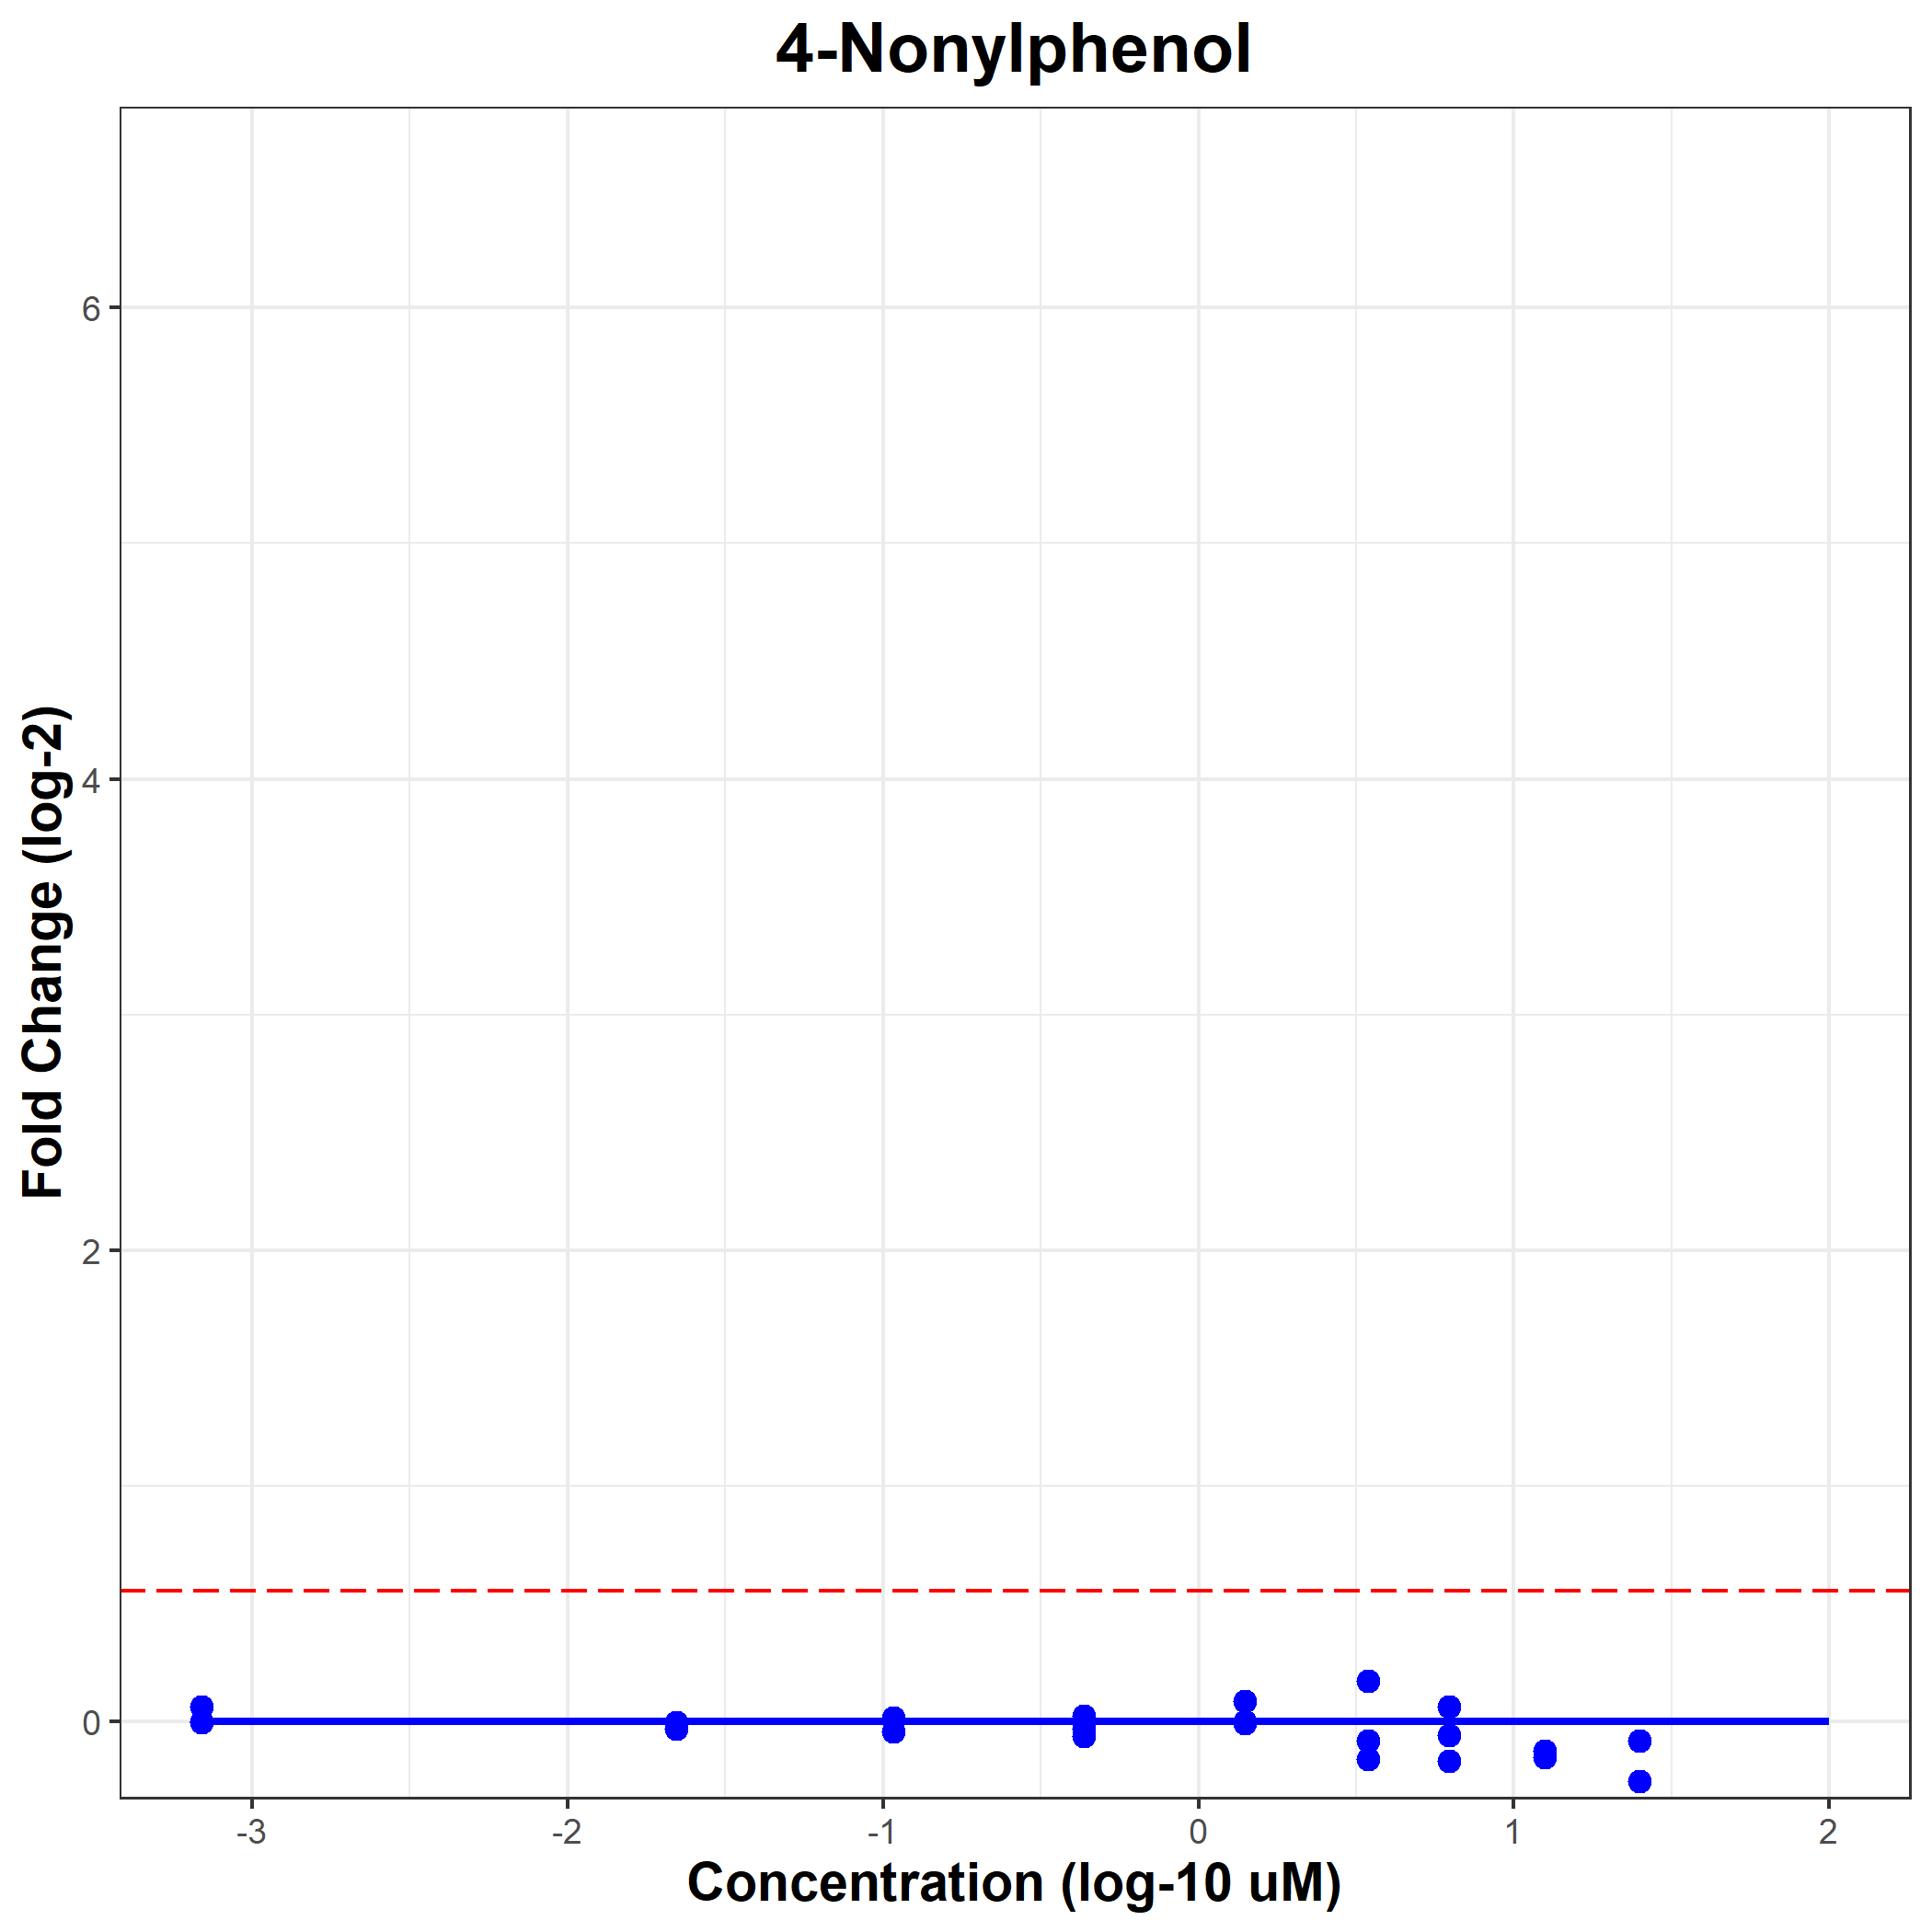 4-Nonylphenol
Fold Change (log-2)
6
4
2
0
-3 -2 -1 0 1 2
Concentration (log-10 uM)